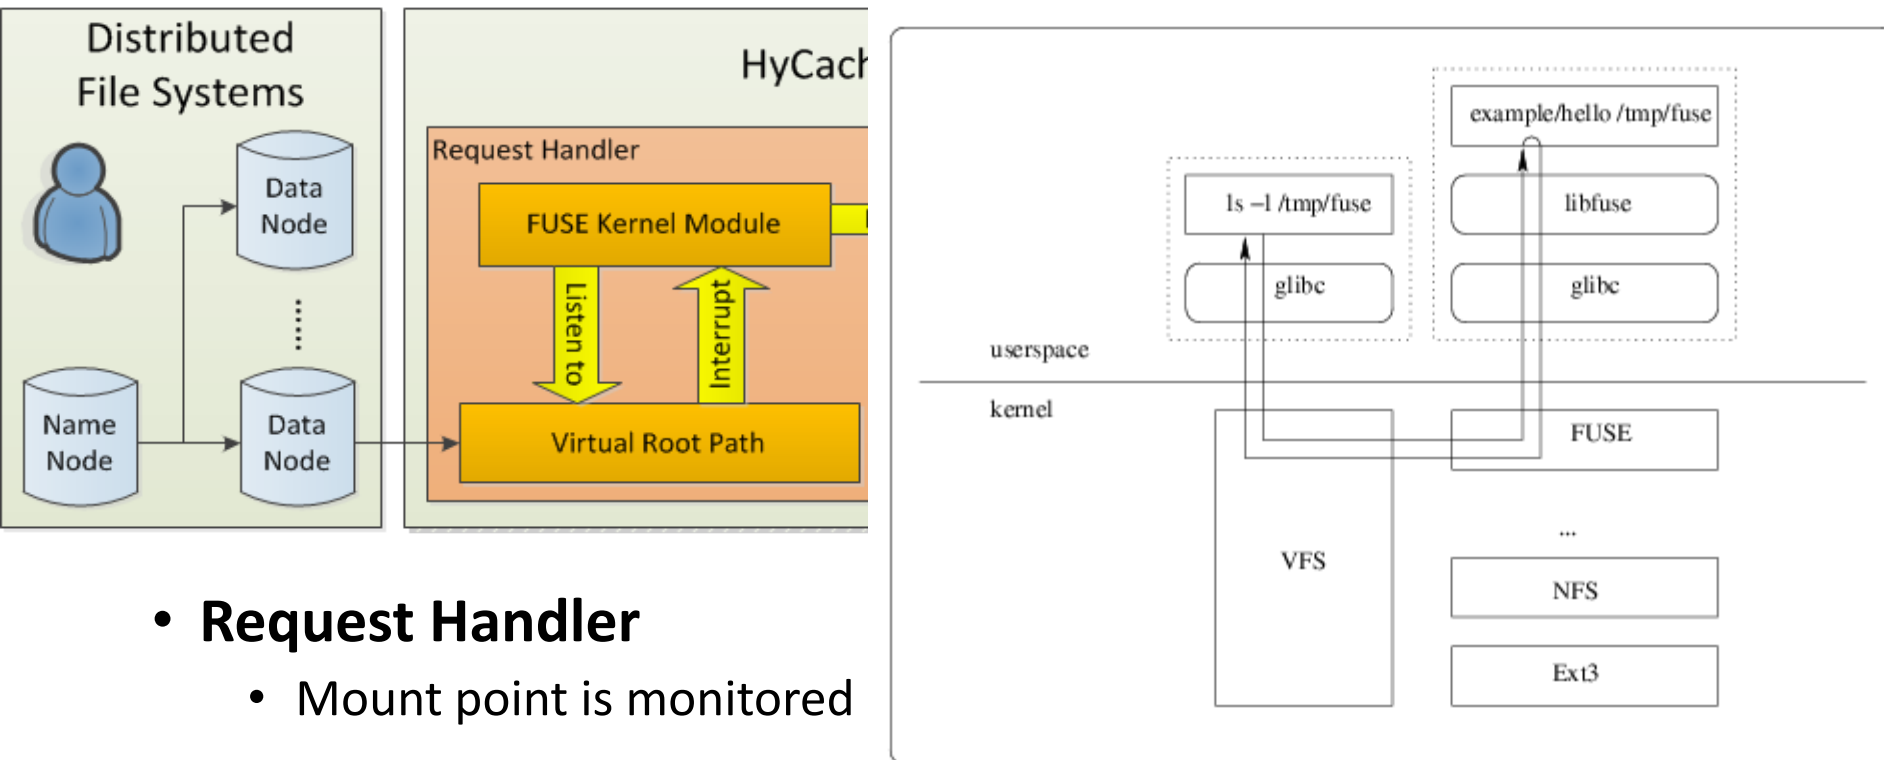 Distributed
File Systems
Data
Node
Name
Node
Data
Node
Request Handler
FUSE Kernel Module
Listen to
Interrupt
Virtual Root Path
• Request Handler
• Mount point is monitored
example/hello /tmp/fuse
ls –l /tmp/fuse
libfuse
glibc
glibc
userspace
kernel
FUSE
...
VFS
NFS
Ext3